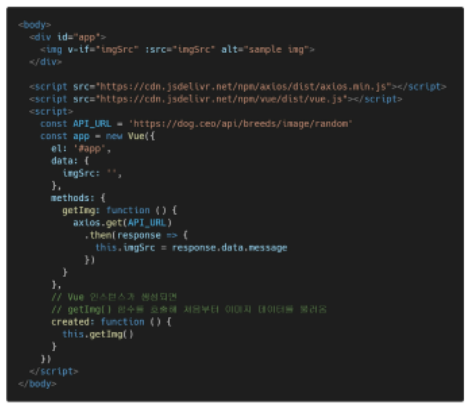 <body>
<div id="app">
<img v-if="imgSrc" :src="imgSrc" alt="sample img">
</div>
<script src="https://cdn.jsdelivr.net/npm/axios/dist/axios.min.js"></script>
<script src="https://cdn.jsdelivr.net/npm/vue/dist/vue.js"></script>
<script>
const API_URL = 'https://dog.ceo/api/breeds/image/random'
const app = new Vue({
el: '#app',
data: {
imgSrc: '',
},
methods: {
getImg: function () {
axios.get(API_URL)
.then(response => {
this.imgSrc = response.data.message
})
}
},
// Vue 인스턴스가 생성되면
// getImg() 함수를 호출해 처음부터 이미지 데이터를 불러옴
created: function () {
this.getImg()
}
})
</script>
</body>